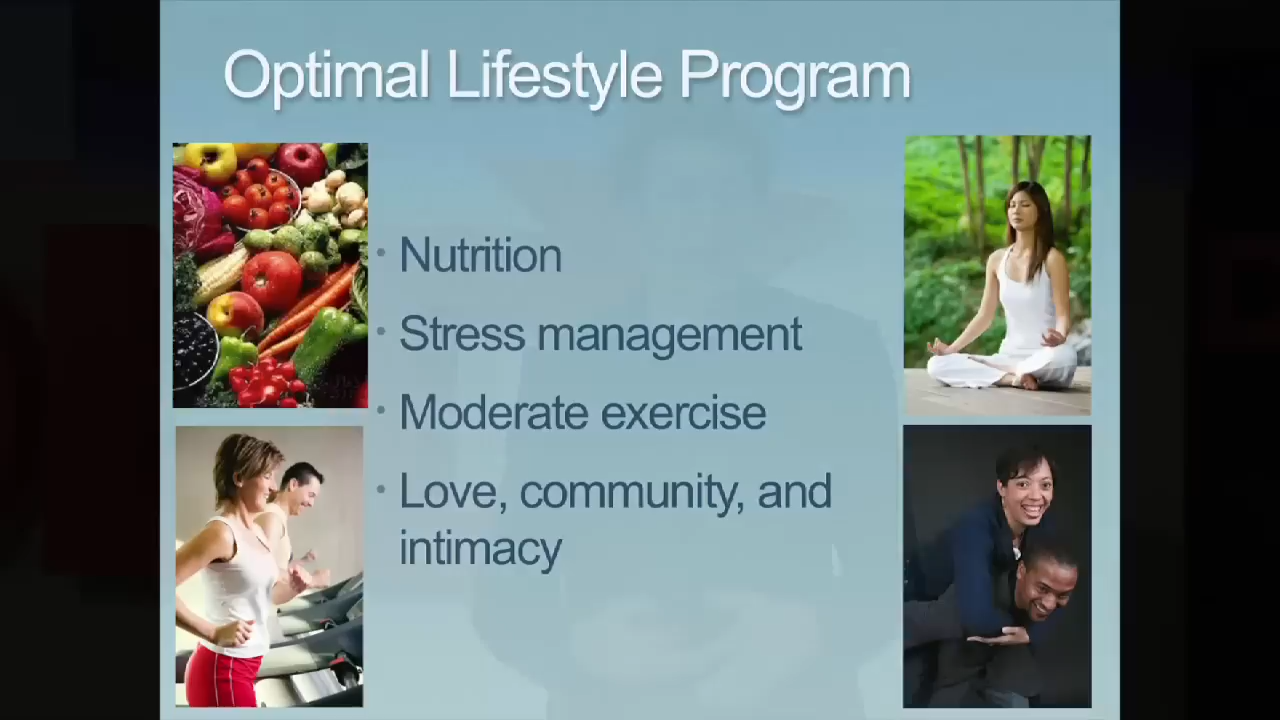 Optimal Lifestyle Program
• Nutrition
• Stress management
• Moderate exercise
• Love, community, and
intimacy